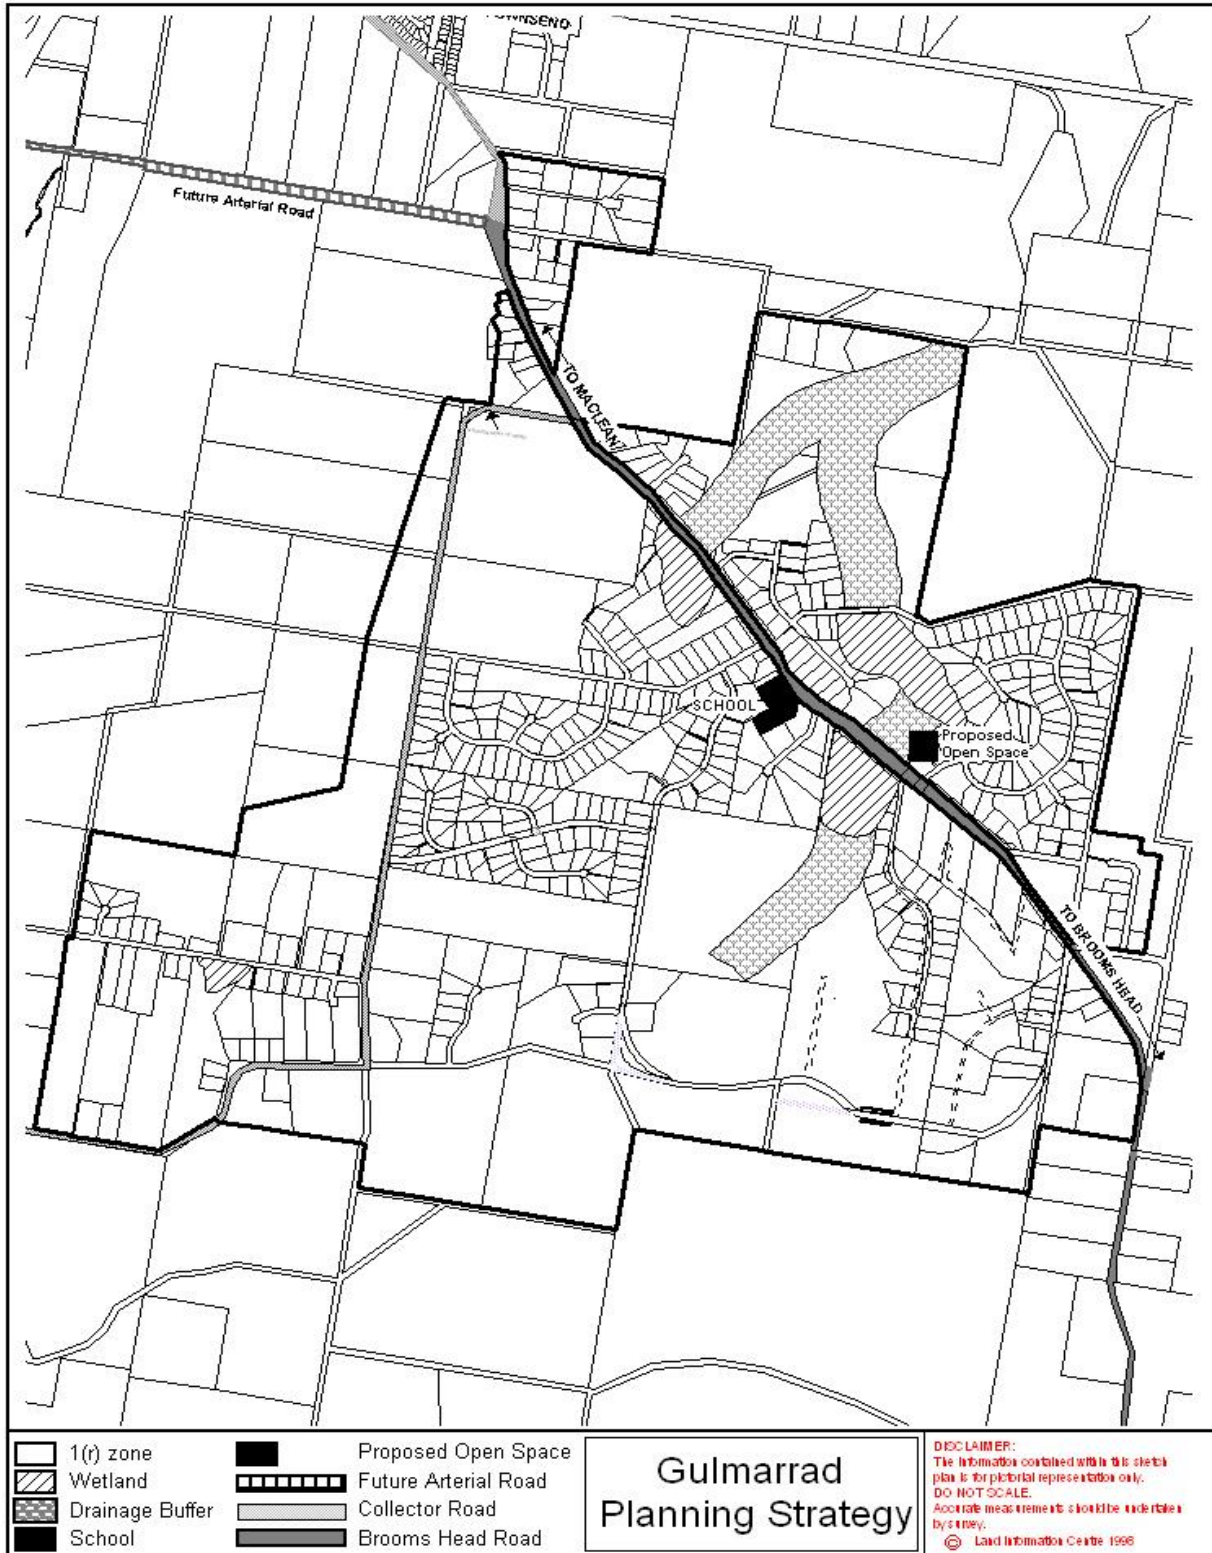 TOWNSEND
Future Arterial Road
TO MACLEAN
SCHOOL
Proposed
Open Space
TO BROOMS HEAD
1(r) zone
Wetland
Drainage Buffer
School
Proposed Open Space
Future Arterial Road
Collector Road
Brooms Head Road
Gulmarrad
Planning Strategy
DISCLAIMER:
The information contained within this sketch
plan is for pictorial representation only.
DO NOT SCALE.
Accurate measurements should be undertaken
by survey.
© Land Information Centre 1998